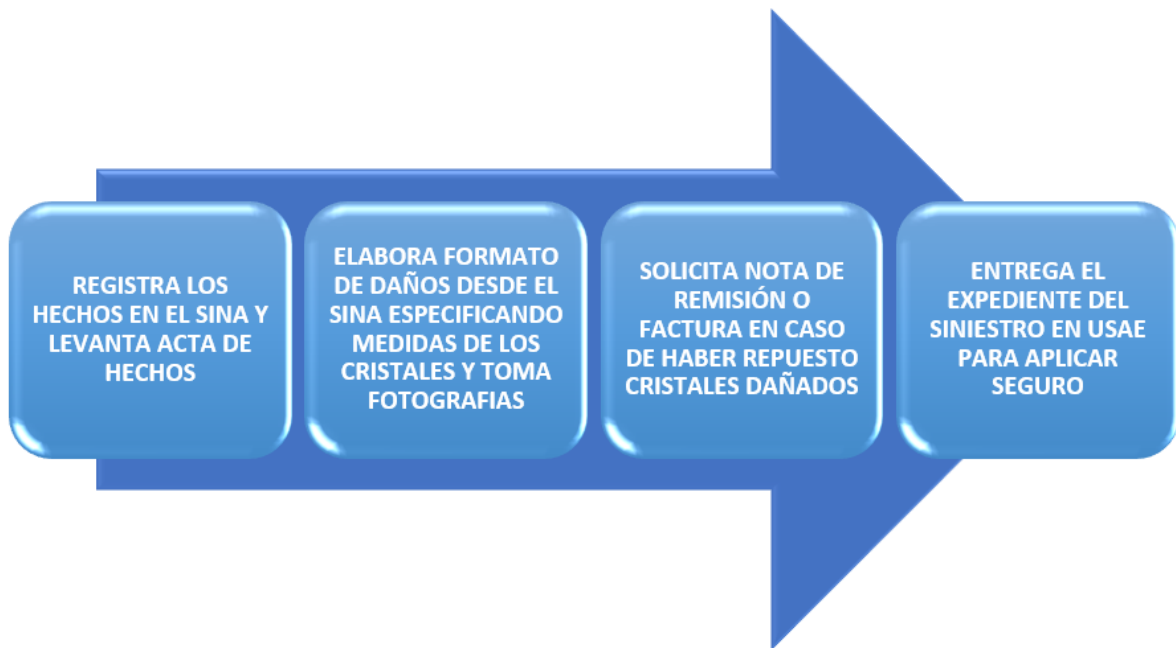 REGISTRA LOS
HECHOS EN EL SINA Y
LEVANTA ACTA DE
HECHOS
ELABORA FORMATO
DE DAÑOS DESDE EL
SINA ESPECIFICANDO
MEDIDAS DE LOS
CRISTALES Y TOMA
FOTOGRAFIAS
SOLICITA NOTA DE
REMISIÓN O
FACTURA EN CASO
DE HABER REPUESTO
CRISTALES DAÑADOS
ENTREGA EL
EXPEDIENTE DEL
SINIESTRO EN USAE
PARA APLICAR
SEGURO